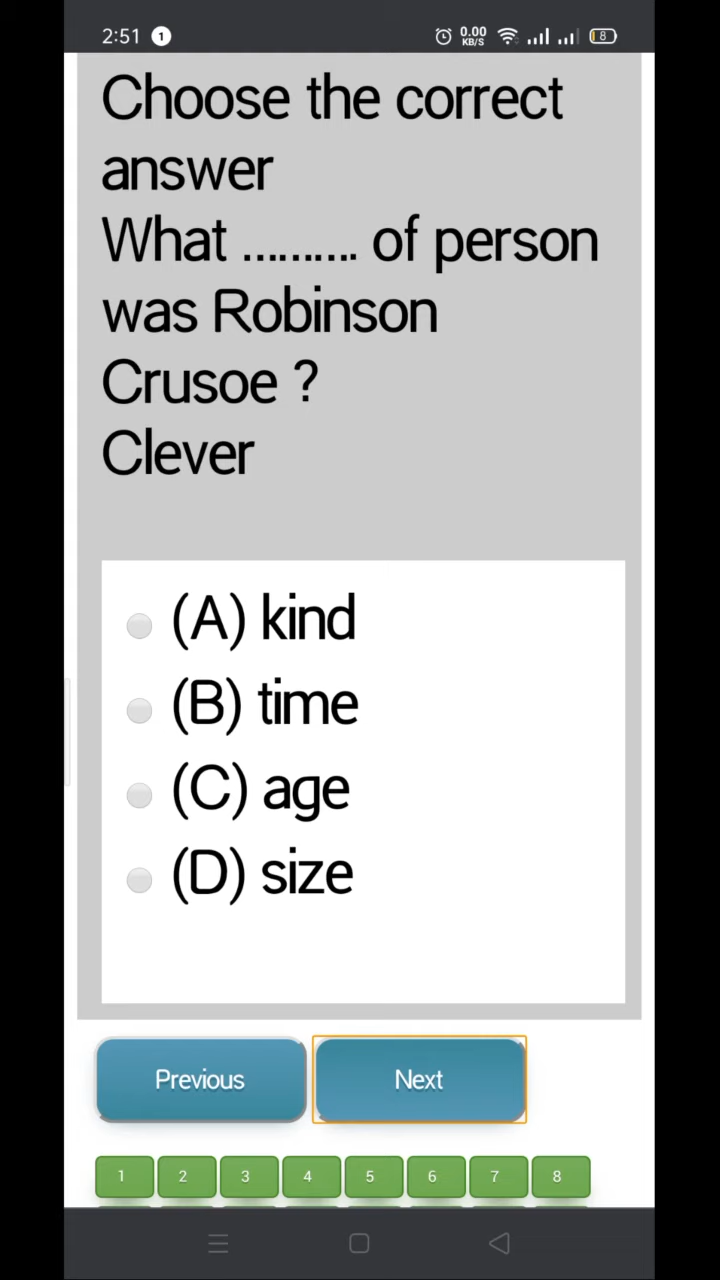 2:51 1 0.00 KB/S 8
Choose the correct
answer
What .......... of person
was Robinson
Crusoe ?
Clever
(A) kind
(B) time
(C) age
(D) size
Previous Next
1 2 3 4 5 6 7 8